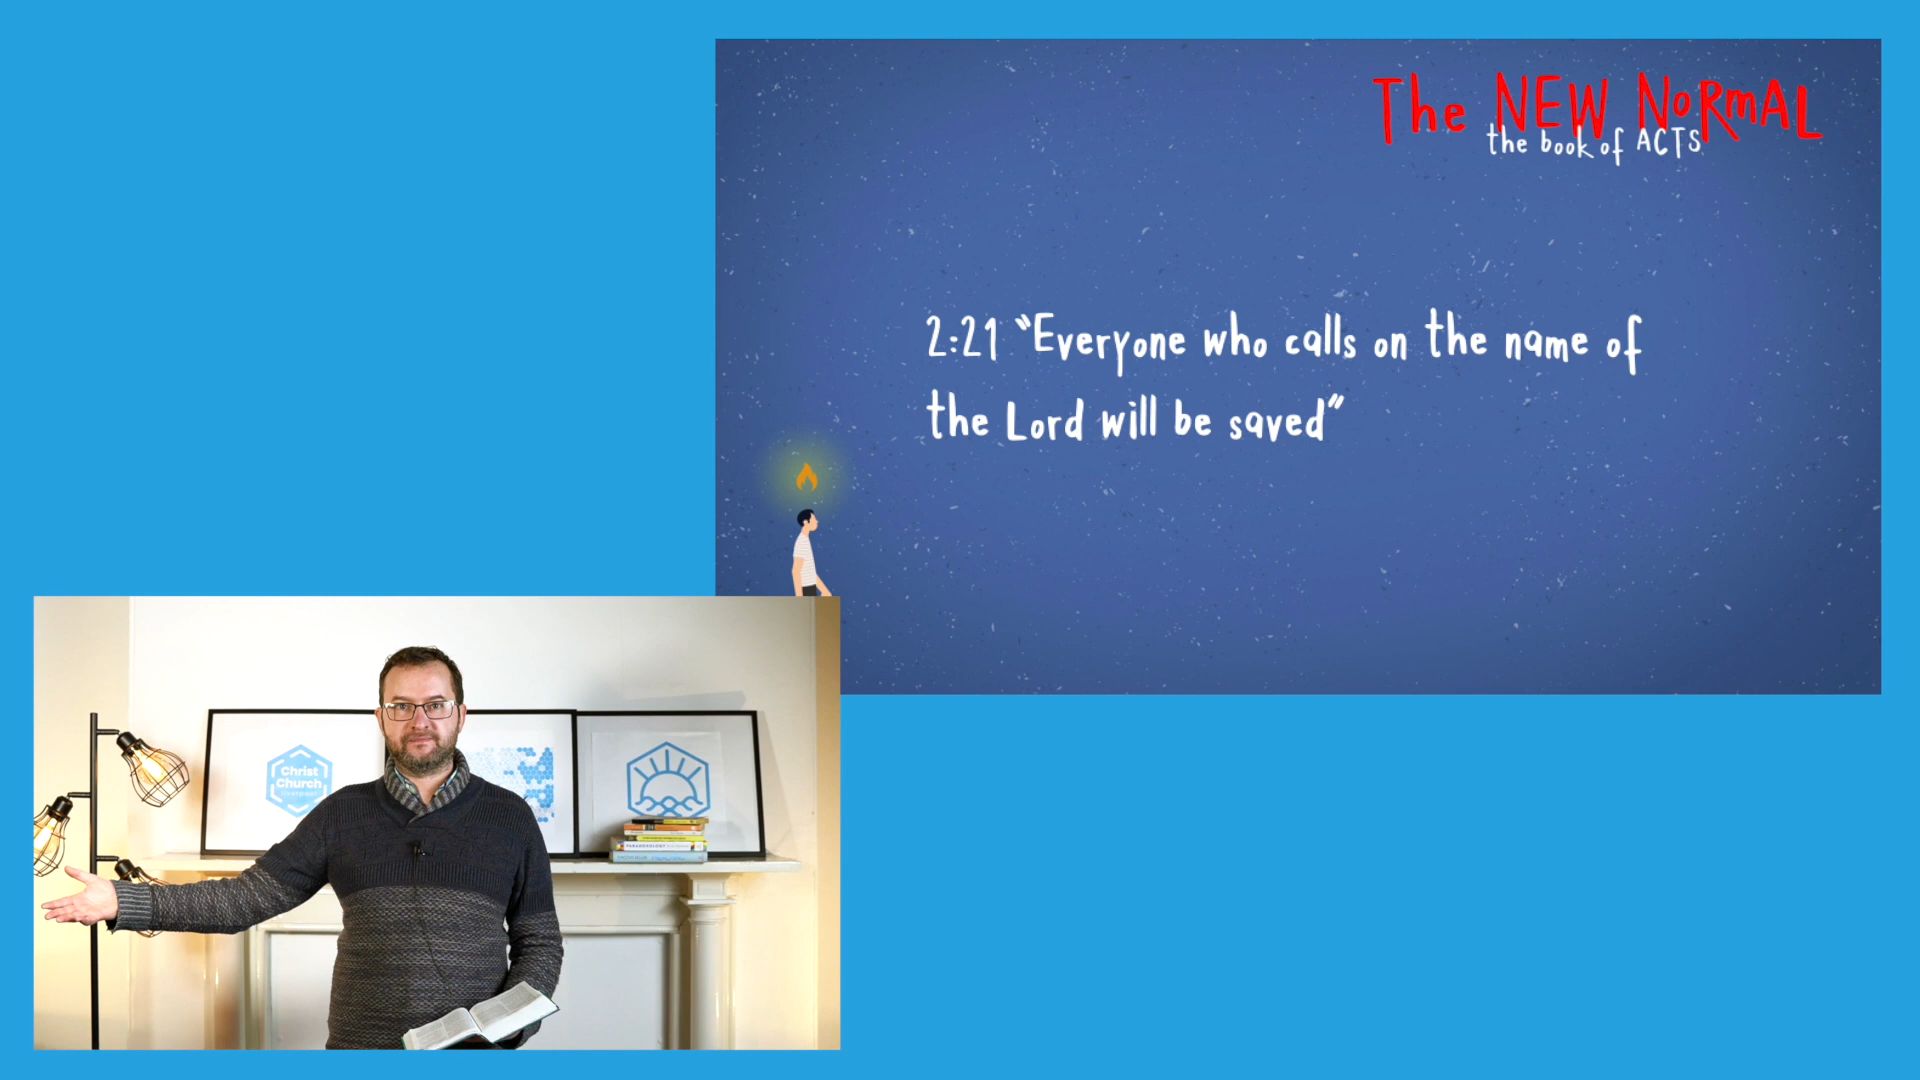 The NEW NoRmAL
the book of ACTS
2:21 “Everyone who calls on the name of
the Lord will be saved”
Christ
Church